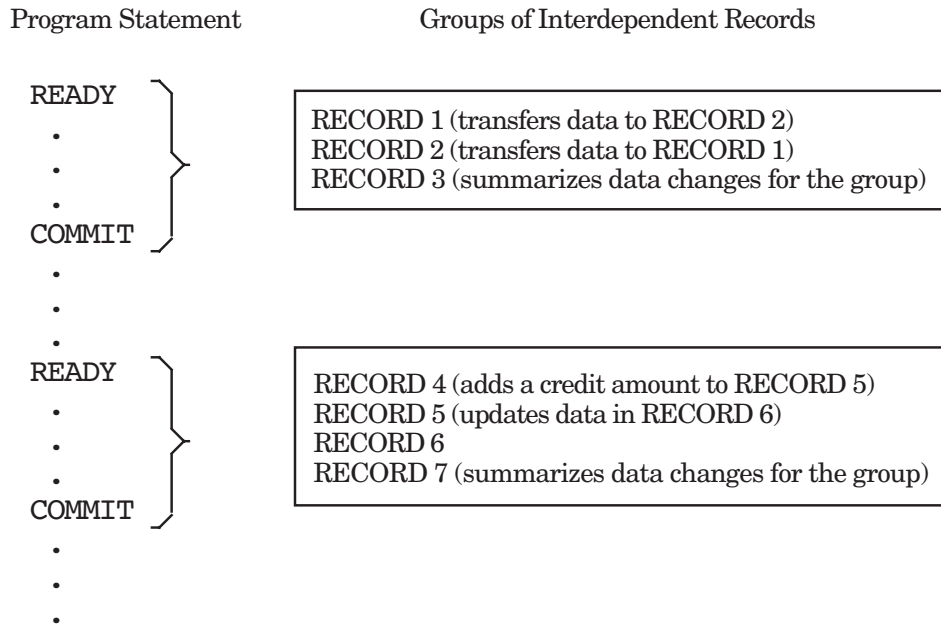 Program Statement Groups of Interdependent Records
READY
.
.
.
COMMIT
RECORD 1 (transfers data to RECORD 2)
RECORD 2 (transfers data to RECORD 1)
RECORD 3 (summarizes data changes for the group)
.
.
.
READY
.
.
.
COMMIT
RECORD 4 (adds a credit amount to RECORD 5)
RECORD 5 (updates data in RECORD 6)
RECORD 6
RECORD 7 (summarizes data changes for the group)
.
.
.